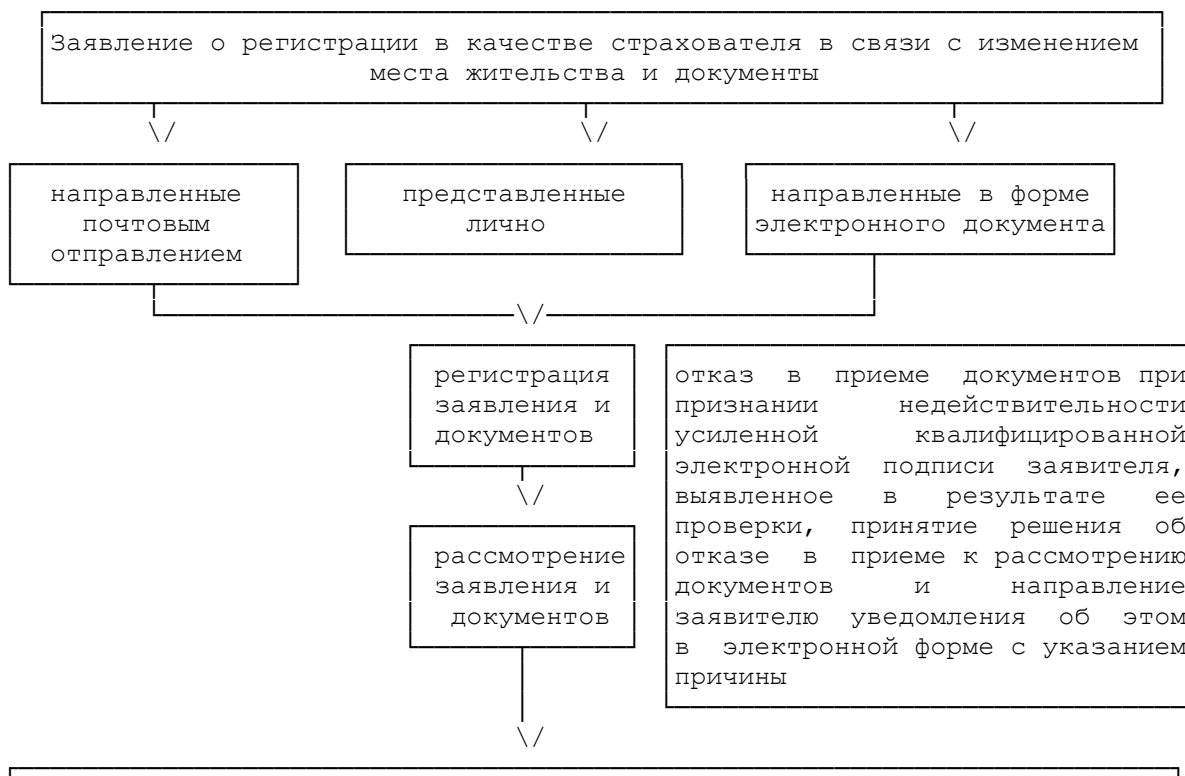 Заявление о регистрации в качестве страхователя в связи с изменением
места жительства и документы
направленные
почтовым
отправлением
представленные
лично
направленные в форме
электронного документа
регистрация
заявления и
документов
отказ в приеме документов при
признании недействительности
усиленной квалифицированной
электронной подписи заявителя,
выявленное в результате ее
проверки, принятие решения об
отказе в приеме к рассмотрению
документов и направление
заявителю уведомления об этом
в электронной форме с указанием
причины
рассмотрение
заявления и
документов